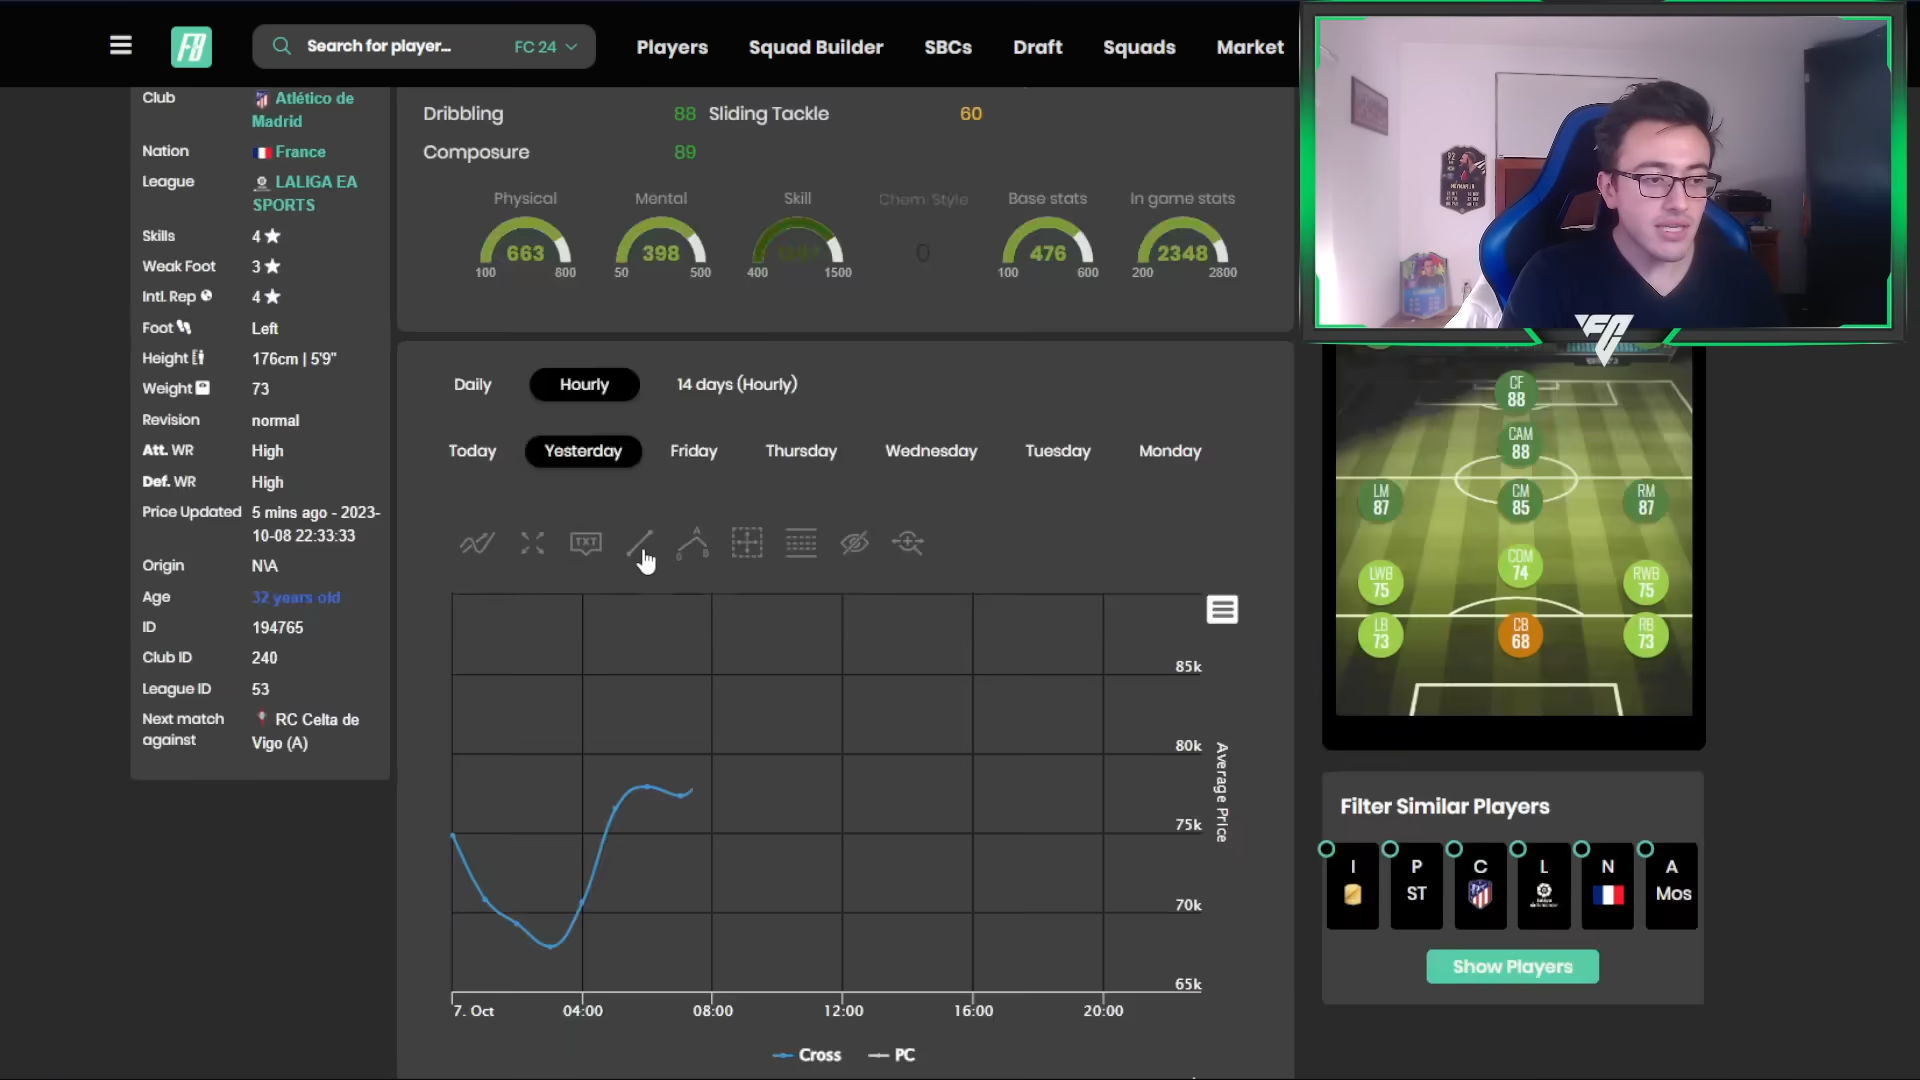 FB
Search for player...
FC 24
Players
Squad Builder
SBCs
Draft
Squads
Market
Club
Atlético de
Madrid
Nation
France
League
LALIGA EA
SPORTS
Skills
4
Weak Foot
3
Intl. Rep
4
Foot
Left
Height
176cm | 5'9"
Weight
73
Revision
normal
Att. WR
High
Def. WR
High
Price Updated
5 mins ago - 2023-
10-08 22:33:33
Origin
N\A
Age
32 years old
ID
194765
Club ID
240
League ID
53
Next match
against
RC Celta de
Vigo (A)
Dribbling
88
Sliding Tackle
60
Composure
89
Physical
663
100
800
Mental
398
50
500
Skill
400
1500
Chem. Style
0
Base stats
476
100
600
In game stats
2348
200
2800
Daily
Hourly
14 days (Hourly)
Today
Yesterday
Friday
Thursday
Wednesday
Tuesday
Monday
TXT
A
B
85k
80k
75k
70k
65k
Average Price
7. Oct
04:00
08:00
12:00
16:00
20:00
Cross
PC
FC
CF
88
CAM
88
LM
87
CM
85
RM
87
CDM
74
LWB
75
RWB
75
LB
73
CB
68
RB
73
Filter Similar Players
I
P
ST
C
L
N
A
Mos
Show Players